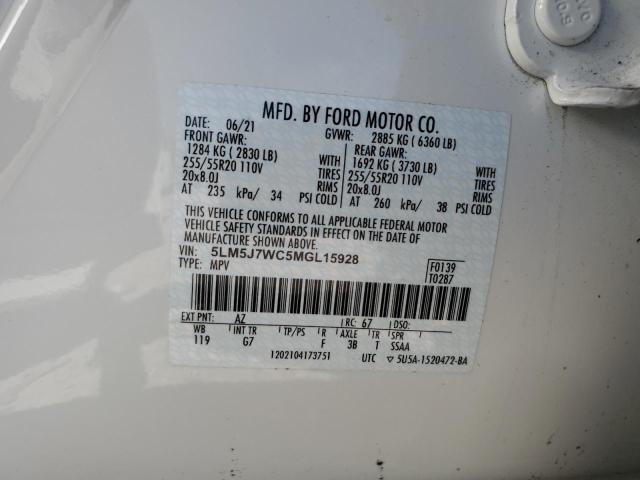 MFD. BY FORD MOTOR CO.
DATE: 06/21 GVWR: 2885 KG ( 6360 LB)
FRONT GAWR: REAR GAWR:
1284 KG ( 2830 LB) WITH 1692 KG ( 3730 LB) WITH
255/55R20 110V TIRES 255/55R20 110V TIRES
20x8.0J RIMS 20x8.0J RIMS
AT 235 kPa/ 34 PSI COLD AT 260 kPa/ 38 PSI COLD
THIS VEHICLE CONFORMS TO ALL APPLICABLE FEDERAL MOTOR
VEHICLE SAFETY STANDARDS IN EFFECT ON THE DATE OF
MANUFACTURE SHOWN ABOVE.
VIN: 5LM5J7WC5MGL15928
TYPE: MPV
F0139
T0287
EXT PNT: AZ RC: 67 DSO:
WB INT TR TP/PS R AXLE TR SPR
119 G7 F 3B T S5AA
1202104173751 UTC ▽ 5U5A-1520472-BA